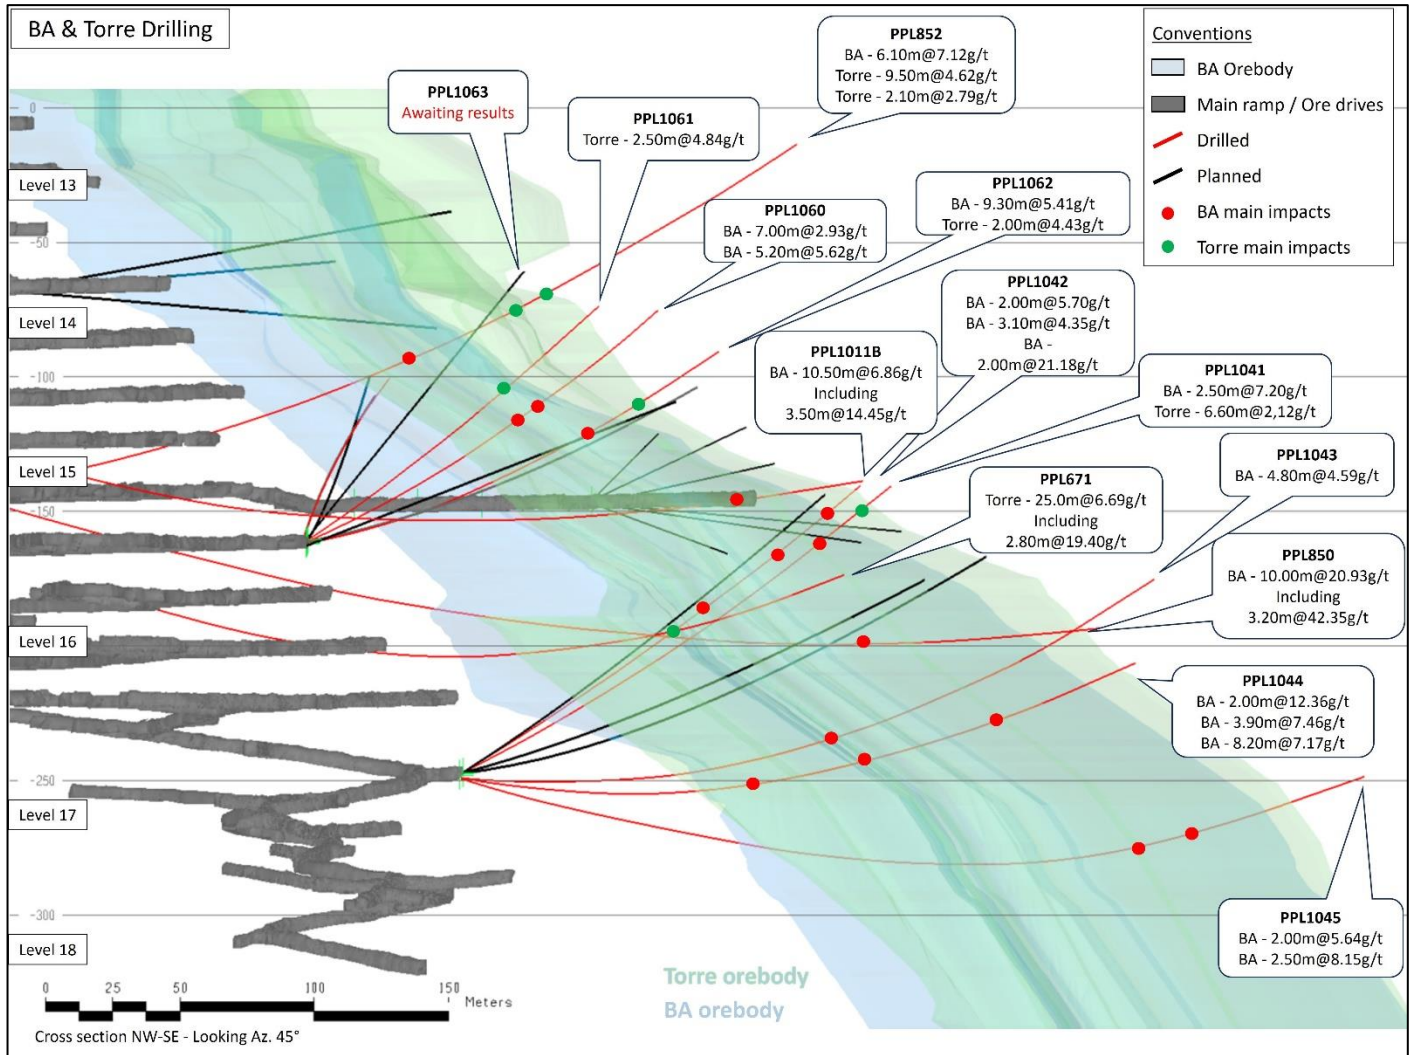 BA & Torre Drilling
PPL852
BA - 6.10m@7.12g/t
Torre - 9.50m@4.62g/t
Torre - 2.10m@2.79g/t
Conventions
BA Orebody
Main ramp / Ore drives
Drilled
Planned
BA main impacts
Torre main impacts
PPL1063
Awaiting results
PPL1061
Torre - 2.50m@4.84g/t
PPL1062
BA - 9.30m@5.41g/t
Torre - 2.00m@4.43g/t
PPL1060
BA - 7.00m@2.93g/t
BA - 5.20m@5.62g/t
PPL1042
BA - 2.00m@5.70g/t
BA - 3.10m@4.35g/t
BA -
2.00m@21.18g/t
PPL1011B
BA - 10.50m@6.86g/t
Including
3.50m@14.45g/t
PPL1041
BA - 2.50m@7.20g/t
Torre - 6.60m@2,12g/t
PPL1043
BA - 4.80m@4.59g/t
PPL671
Torre - 25.0m@6.69g/t
Including
2.80m@19.40g/t
PPL850
BA - 10.00m@20.93g/t
Including
3.20m@42.35g/t
PPL1044
BA - 2.00m@12.36g/t
BA - 3.90m@7.46g/t
BA - 8.20m@7.17g/t
PPL1045
BA - 2.00m@5.64g/t
BA - 2.50m@8.15g/t
0
Level 13
-50
Level 14
-100
Level 15
-150
Level 16
-250
Level 17
-300
Level 18
Torre orebody
BA orebody
0 25 50 100 150
Meters
Cross section NW-SE - Looking Az. 45°